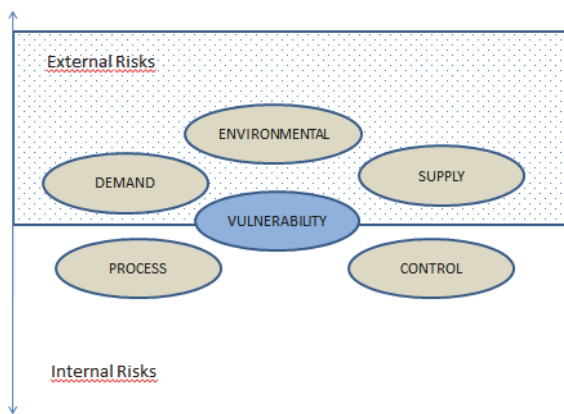 External Risks
ENVIRONMENTAL
DEMAND
SUPPLY
VULNERABILITY
PROCESS
CONTROL
Internal Risks